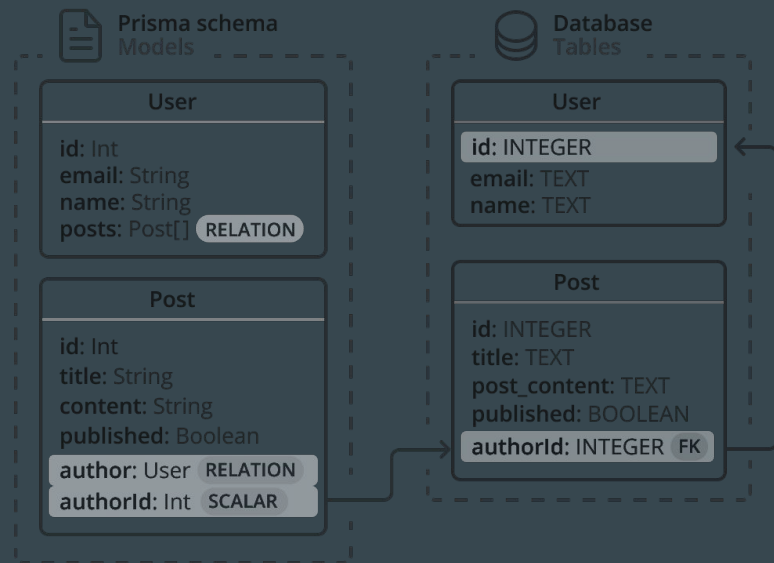 Prisma schema
Models
User
id: Int
email: String
name: String
posts: Post[] RELATION
Post
id: Int
title: String
content: String
published: Boolean
author: User RELATION
authorId: Int SCALAR
Database
Tables
User
id: INTEGER
email: TEXT
name: TEXT
Post
id: INTEGER
title: TEXT
post_content: TEXT
published: BOOLEAN
authorId: INTEGER FK